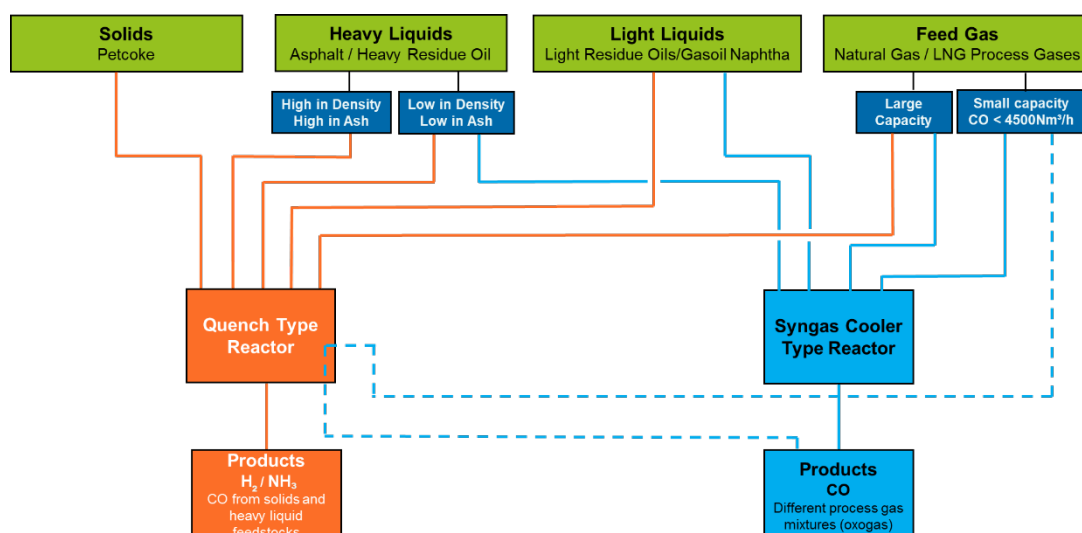 Solids
Petcoke
Heavy Liquids
Asphalt / Heavy Residue Oil
Light Liquids
Light Residue Oils/Gasoil Naphtha
Feed Gas
Natural Gas / LNG Process Gases
High in Density
High in Ash
Low in Density
Low in Ash
Large
Capacity
Small capacity
CO < 4500Nm³/h
Quench Type
Reactor
Syngas Cooler
Type Reactor
Products
H₂ / NH₃
CO from solids and
heavy liquid
feedstocks
Products
CO
Different process gas
mixtures (oxogas)